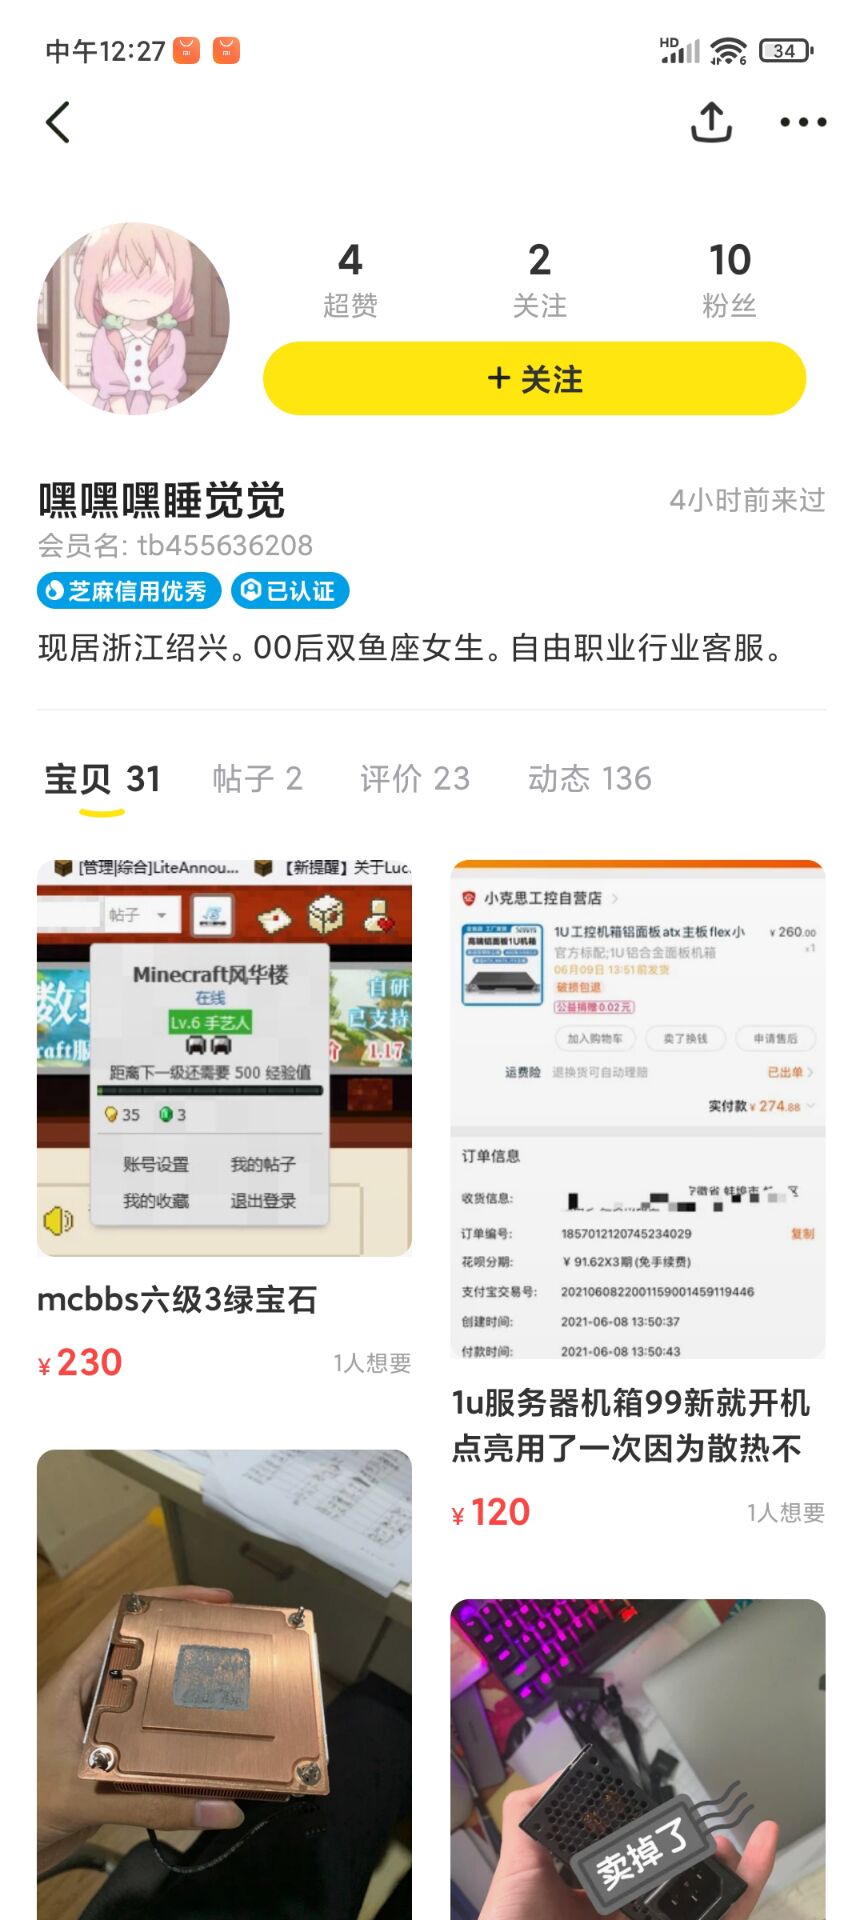 中午12:27
HD
6
34
4
2
10
超赞
关注
粉丝
+ 关注
嘿嘿嘿睡觉觉
4小时前来过
会员名: tb455636208
芝麻信用优秀
已认证
现居浙江绍兴。00后双鱼座女生。自由职业行业客服。
宝贝 31
帖子 2
评价 23
动态 136
[管理|综合]LiteAnnou...
【新提醒】关于Luc
帖子
Minecraft风华楼
在线
Lv.6 手艺人
距离下一级还需要 500 经验值
35
3
账号设置
我的帖子
我的收藏
退出登录
自研
已支持
1.17
mcbbs六级3绿宝石
¥230
1人想要
小克思工控自营店
1U工控机箱铝面板atx主板flex小
¥260.00
官方标配;1U铝合金面板机箱
x1
06月09日 13:51前发货
破损包退
公益捐赠0.02元
高端铝面板1U机箱
加入购物车
卖了换钱
申请售后
运费险
退换货可自动理赔
已出单
实付款 ¥274.88
订单信息
收货信息:
订单编号:
1857012120745234029
复制
花呗分期:
¥ 91.62X3期(免手续费)
支付宝交易号:
2021060822001159001459119446
创建时间:
2021-06-08 13:50:37
付款时间:
2021-06-08 13:50:43
1u服务器机箱99新就开机
点亮用了一次因为散热不
¥120
1人想要
卖掉了